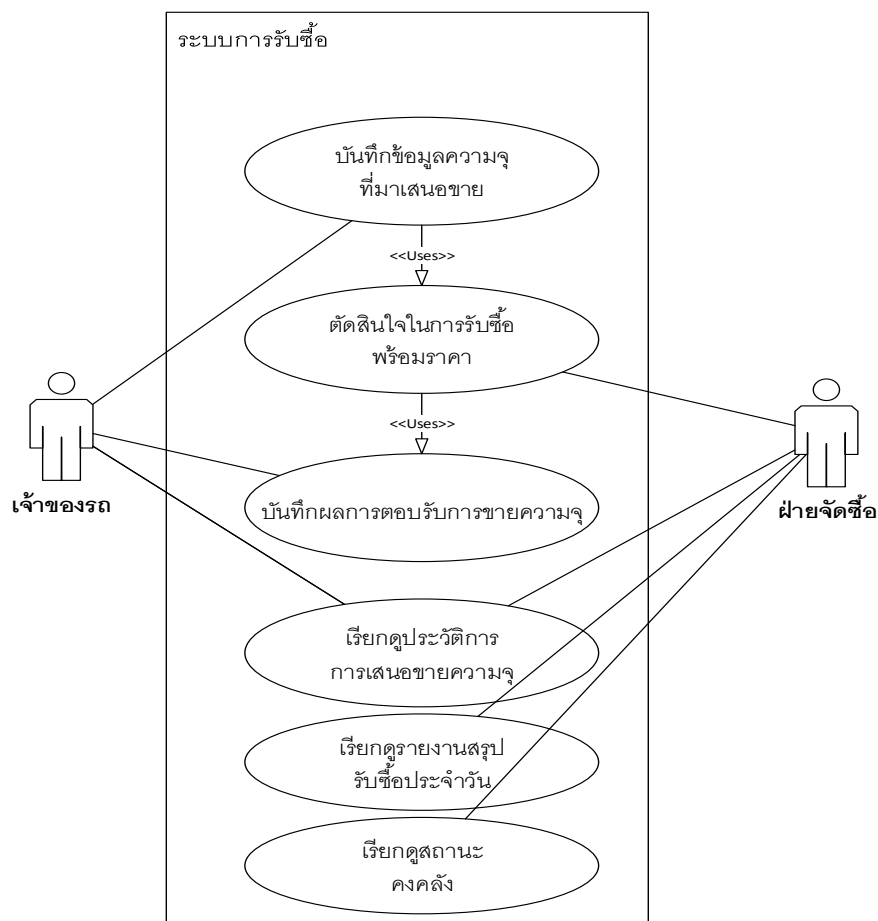 ระบบการรับซื้อ
บันทึกข้อมูลความจุ
ที่มาเสนอขาย
<<Uses>>
ตัดสินใจในการรับซื้อ
พร้อมราคา
<<Uses>>
บันทึกผลการตอบรับการขายความจุ
เจ้าของรถ
ฝ่ายจัดซื้อ
เรียกดูประวัติการ
การเสนอขายความจุ
เรียกดูรายงานสรุป
รับซื้อประจำวัน
เรียกดูสถานะ
คงคลัง